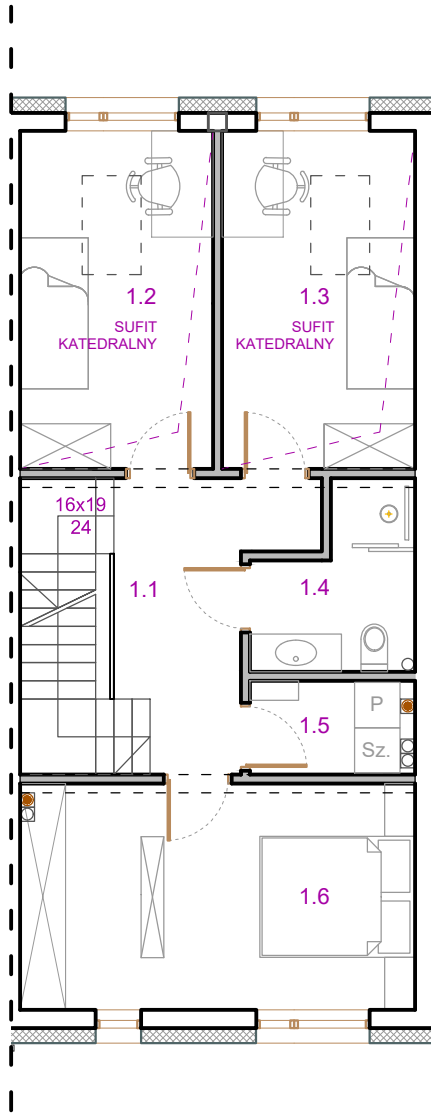 1.2
SUFIT
KATEDRALNY
1.3
SUFIT
KATEDRALNY
16x19
24
1.1
1.4
1.5
P
Sz.
1.6